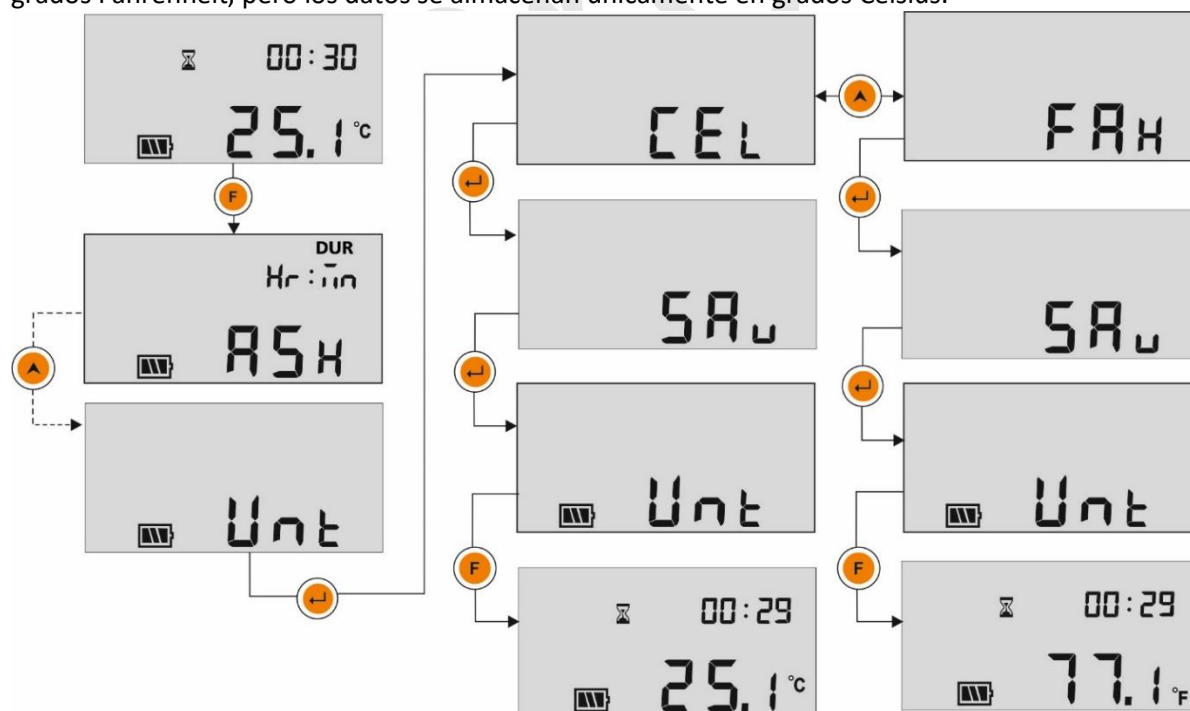 grados Fahrenheit, pero los datos se almacenan únicamente en grados Celsius.
00:30
25.1 °C
F
DUR
Hr:mn
ASH
Unt
CEL
SAu
Unt
F
00:29
25.1 °C
FAH
SAu
Unt
F
00:29
77.1 °F